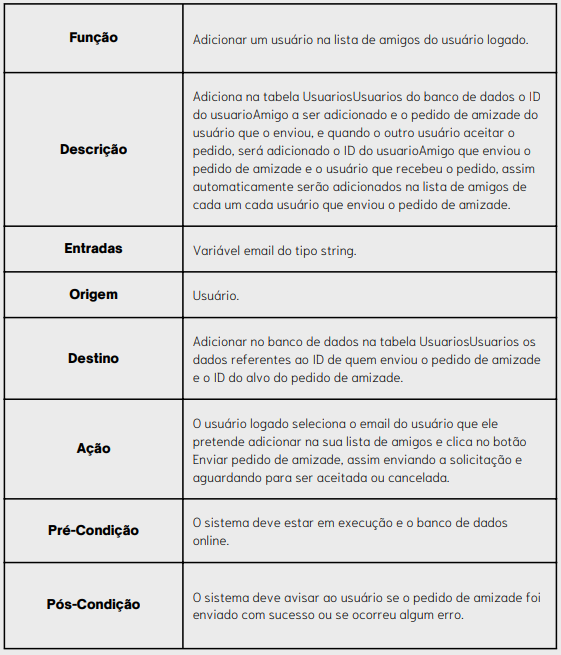 Função
Adicionar um usuário na lista de amigos do usuário logado.
Descrição
Adiciona na tabela UsuariosUsuarios do banco de dados o ID
do usuarioAmigo a ser adicionado e o pedido de amizade do
usuário que o enviou, e quando o outro usuário aceitar o
pedido, será adicionado o ID do usuarioAmigo que enviou o
pedido de amizade e o usuário que recebeu o pedido, assim
automaticamente serão adicionados na lista de amigos de
cada um cada usuário que enviou o pedido de amizade.
Entradas
Variável email do tipo string.
Origem
Usuário.
Destino
Adicionar no banco de dados na tabela UsuariosUsuarios os
dados referentes ao ID de quem enviou o pedido de amizade
e o ID do alvo do pedido de amizade.
Ação
O usuário logado seleciona o email do usuário que ele
pretende adicionar na sua lista de amigos e clica no botão
Enviar pedido de amizade, assim enviando a solicitação e
aguardando para ser aceitada ou cancelada.
Pré-Condição
O sistema deve estar em execução e o banco de dados
online.
Pós-Condição
O sistema deve avisar ao usuário se o pedido de amizade foi
enviado com sucesso ou se ocorreu algum erro.